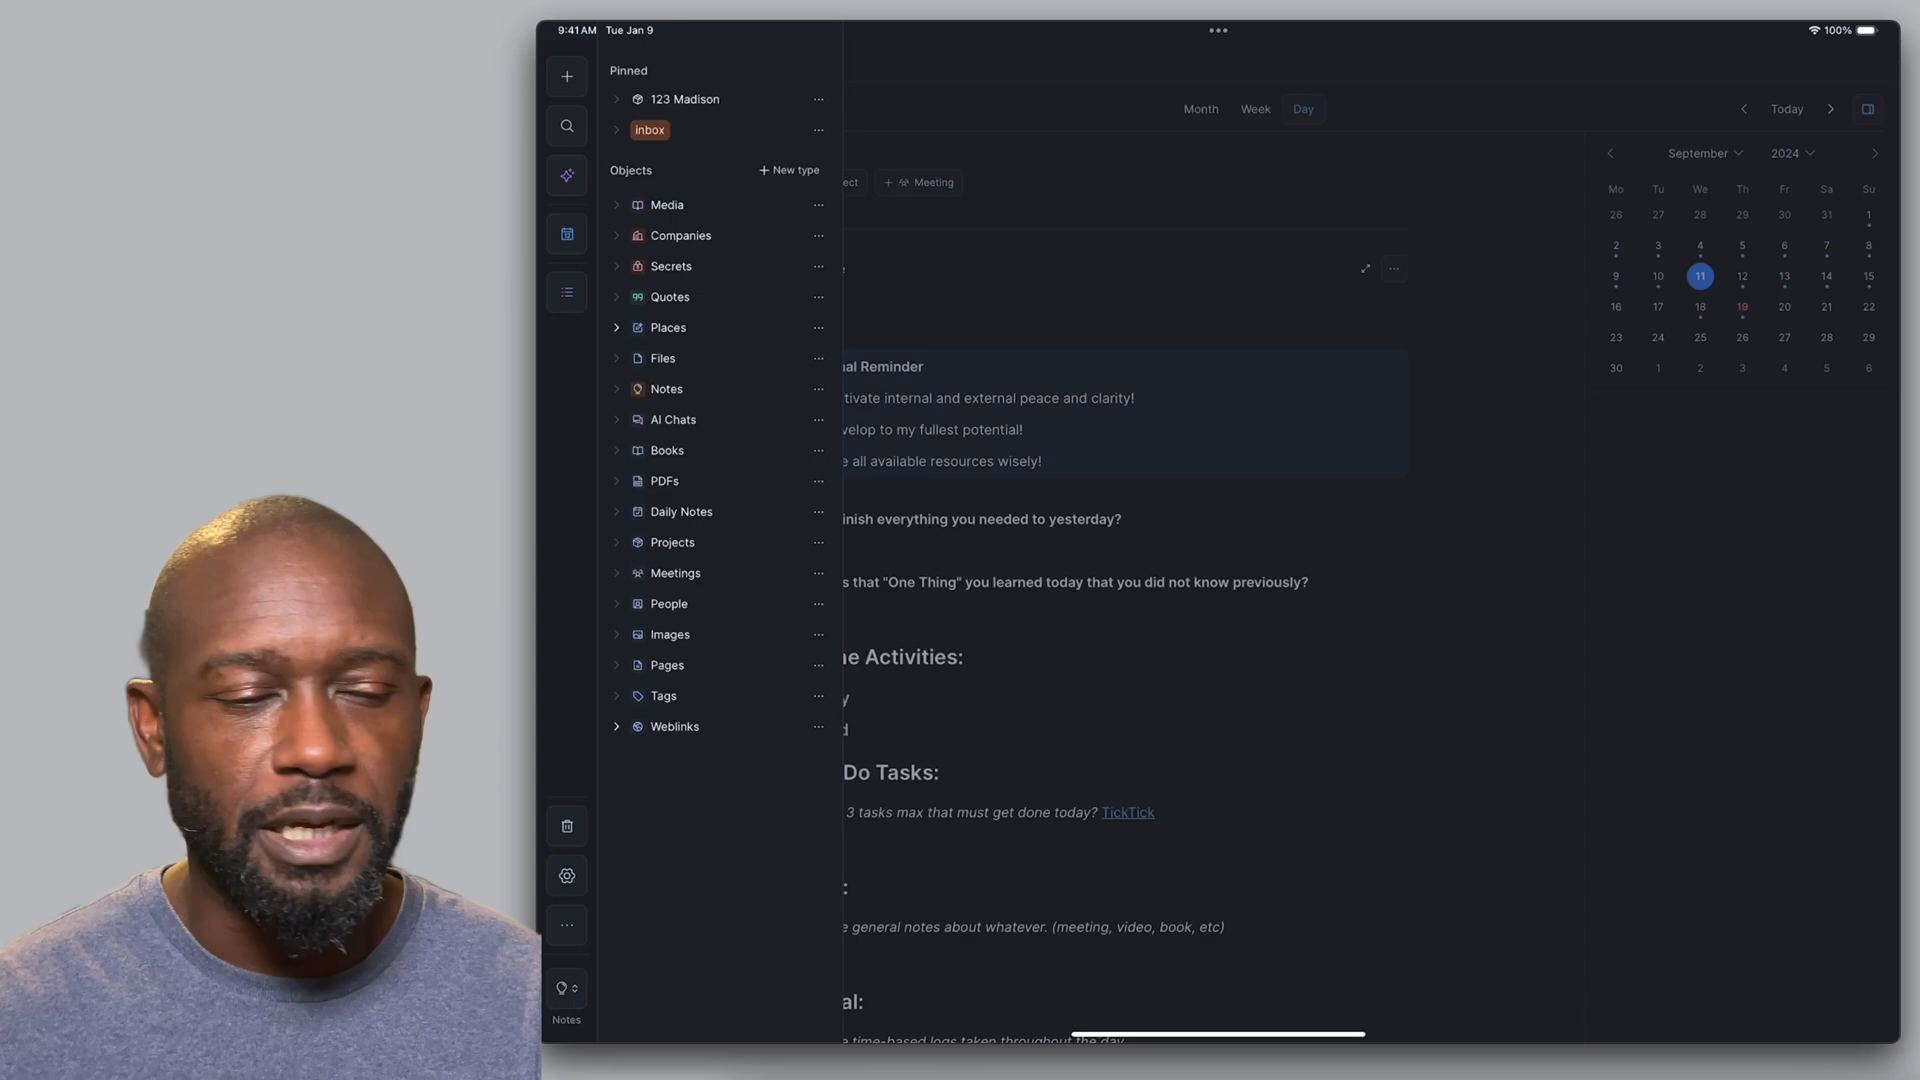 9:41 AM Tue Jan 9
100%
Pinned
123 Madison
inbox
Objects
+ New type
Media
Companies
Secrets
Quotes
Places
Files
Notes
AI Chats
Books
PDFs
Daily Notes
Projects
Meetings
People
Images
Pages
Tags
Weblinks
Notes
Month Week Day
Today
ect
+ Meeting
e
al Reminder
tivate internal and external peace and clarity!
velop to my fullest potential!
e all available resources wisely!
inish everything you needed to yesterday?
s that "One Thing" you learned today that you did not know previously?
e Activities:
y
d
Do Tasks:
3 tasks max that must get done today? TickTick
:
e general notes about whatever. (meeting, video, book, etc)
al:
e time-based logs taken throughout the day
September 2024
Mo Tu We Th Fr Sa Su
26 27 28 29 30 31 1
2 3 4 5 6 7 8
9 10 11 12 13 14 15
16 17 18 19 20 21 22
23 24 25 26 27 28 29
30 1 2 3 4 5 6